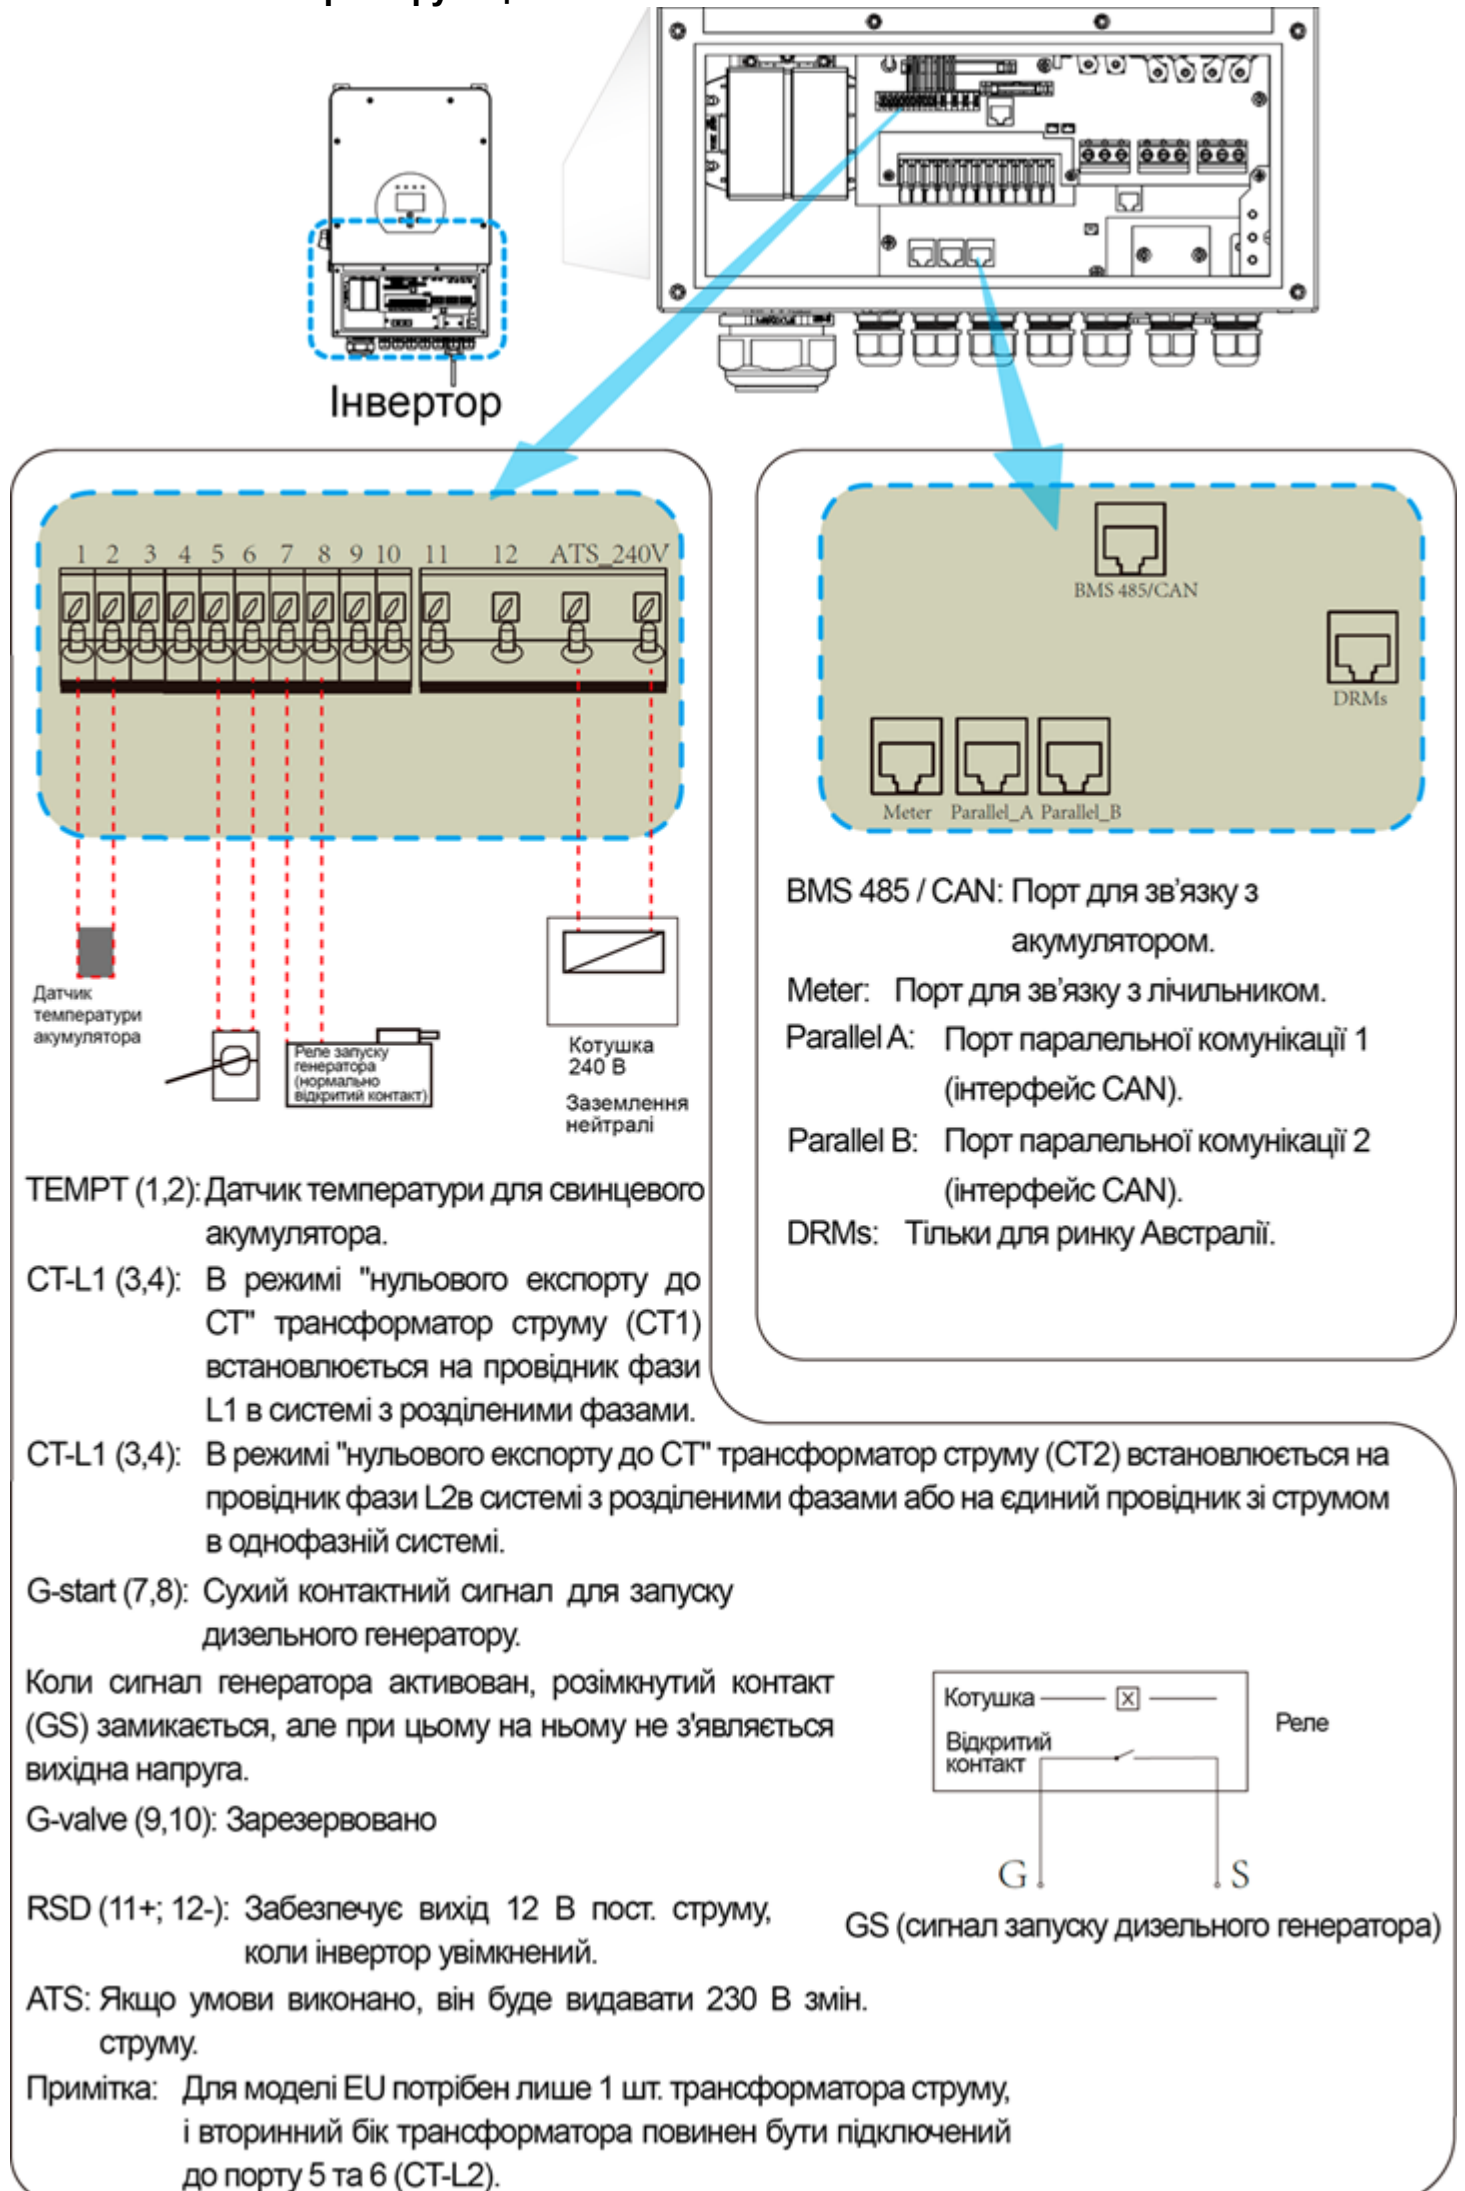 Інвертор
1 2 3 4 5 6 7 8 9 10 11 12 ATS_240V
Датчик
температури
акумулятора
Реле запуску
генератора
(нормально
відкритий контакт)
Котушка
240 В
Заземлення
нейтралі
BMS 485/CAN
DRMs
Meter Parallel_A Parallel_B
BMS 485 / CAN: Порт для зв'язку з
акумулятором.
Meter: Порт для зв'язку з лічильником.
Parallel A: Порт паралельної комунікації 1
(інтерфейс CAN).
Parallel B: Порт паралельної комунікації 2
(інтерфейс CAN).
DRMs: Тільки для ринку Австралії.
TEMPT (1,2): Датчик температури для свинцевого
акумулятора.
CT-L1 (3,4): В режимі "нульового експорту до
CT" трансформатор струму (CT1)
встановлюється на провідник фази
L1 в системі з розділеними фазами.
CT-L1 (3,4): В режимі "нульового експорту до CT" трансформатор струму (CT2) встановлюється на
провідник фази L2в системі з розділеними фазами або на єдиний провідник зі струмом
в однофазній системі.
G-start (7,8): Сухий контактний сигнал для запуску
дизельного генератору.
Коли сигнал генератора активован, розімкнутий контакт
(GS) замикається, але при цьому на ньому не з'являється
вихідна напруга.
G-valve (9,10): Зарезервовано
Котушка
Відкритий
контакт
Реле
G S
GS (сигнал запуску дизельного генератора)
RSD (11+; 12-): Забезпечує вихід 12 В пост. струму,
коли інвертор увімкнений.
ATS: Якщо умови виконано, він буде видавати 230 В змін.
струму.
Примітка: Для моделі EU потрібен лише 1 шт. трансформатора струму,
і вторинний бік трансформатора повинен бути підключений
до порту 5 та 6 (CT-L2).